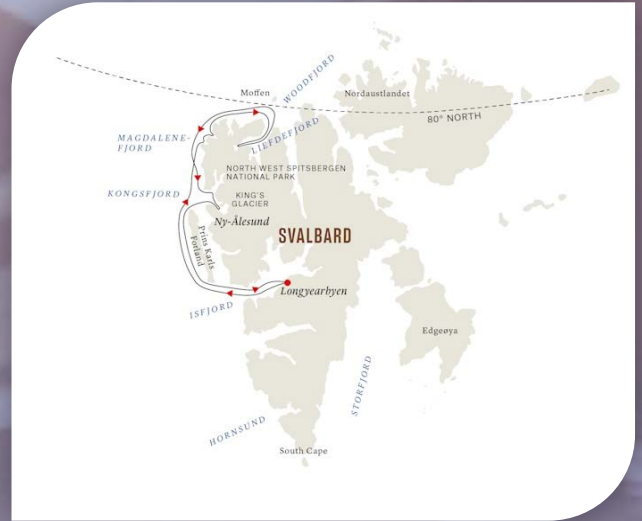 WOODFJORD
Moffen
Nordaustlandet
80° NORTH
LIEFDEFJORD
MAGDALENE-
FJORD
NORTH WEST SPITSBERGEN
NATIONAL PARK
KONGSFJORD
KING'S
GLACIER
Ny-Ålesund
Prins Karls
Forland
SVALBARD
Longyearbyen
ISFJORD
Edgeøya
STORFJORD
HORNSUND
South Cape